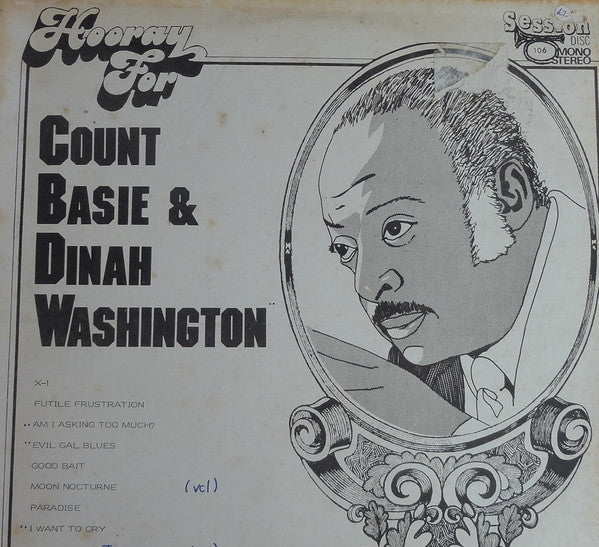 Hooray
For
Session
DISC
106 MONO
STEREO
COUNT
BASIE &
DINAH
WASHINGTON
X-1
FUTILE FRUSTRATION
"AM I ASKING TOO MUCH?
"EVIL GAL BLUES
GOOD BAIT
MOON NOCTURNE (vcl)
PARADISE
"I WANT TO CRY